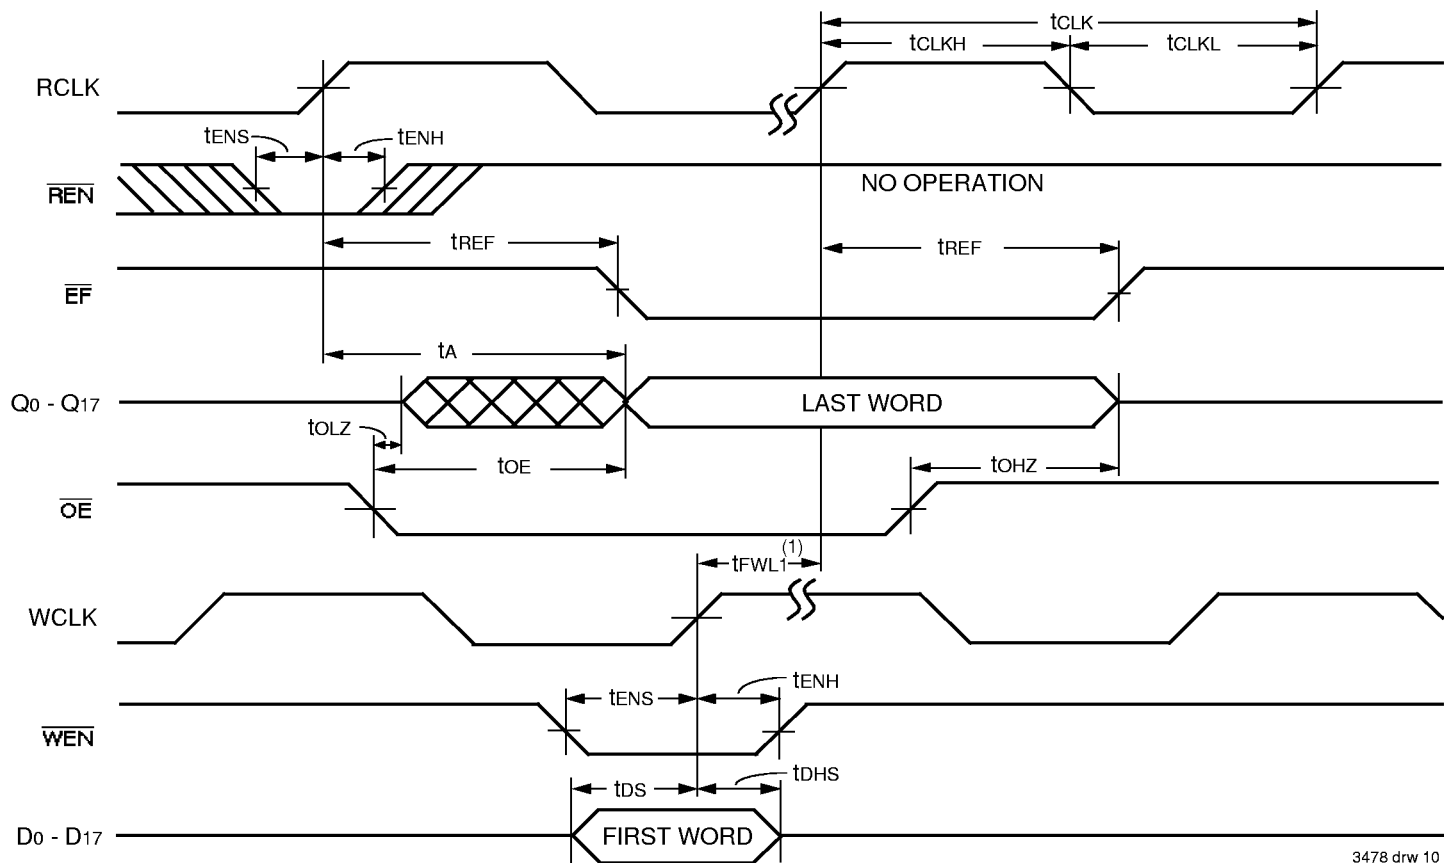 tCLK
tCLKH
tCLKL
RCLK
tENS
tENH
REN
NO OPERATION
tREF
tREF
EF
tA
Q0 - Q17
LAST WORD
tOLZ
tOE
tOHZ
OE
tFWL1(1)
WCLK
tENS
tENH
WEN
tDS
tDHS
D0 - D17
FIRST WORD
3478 drw 10